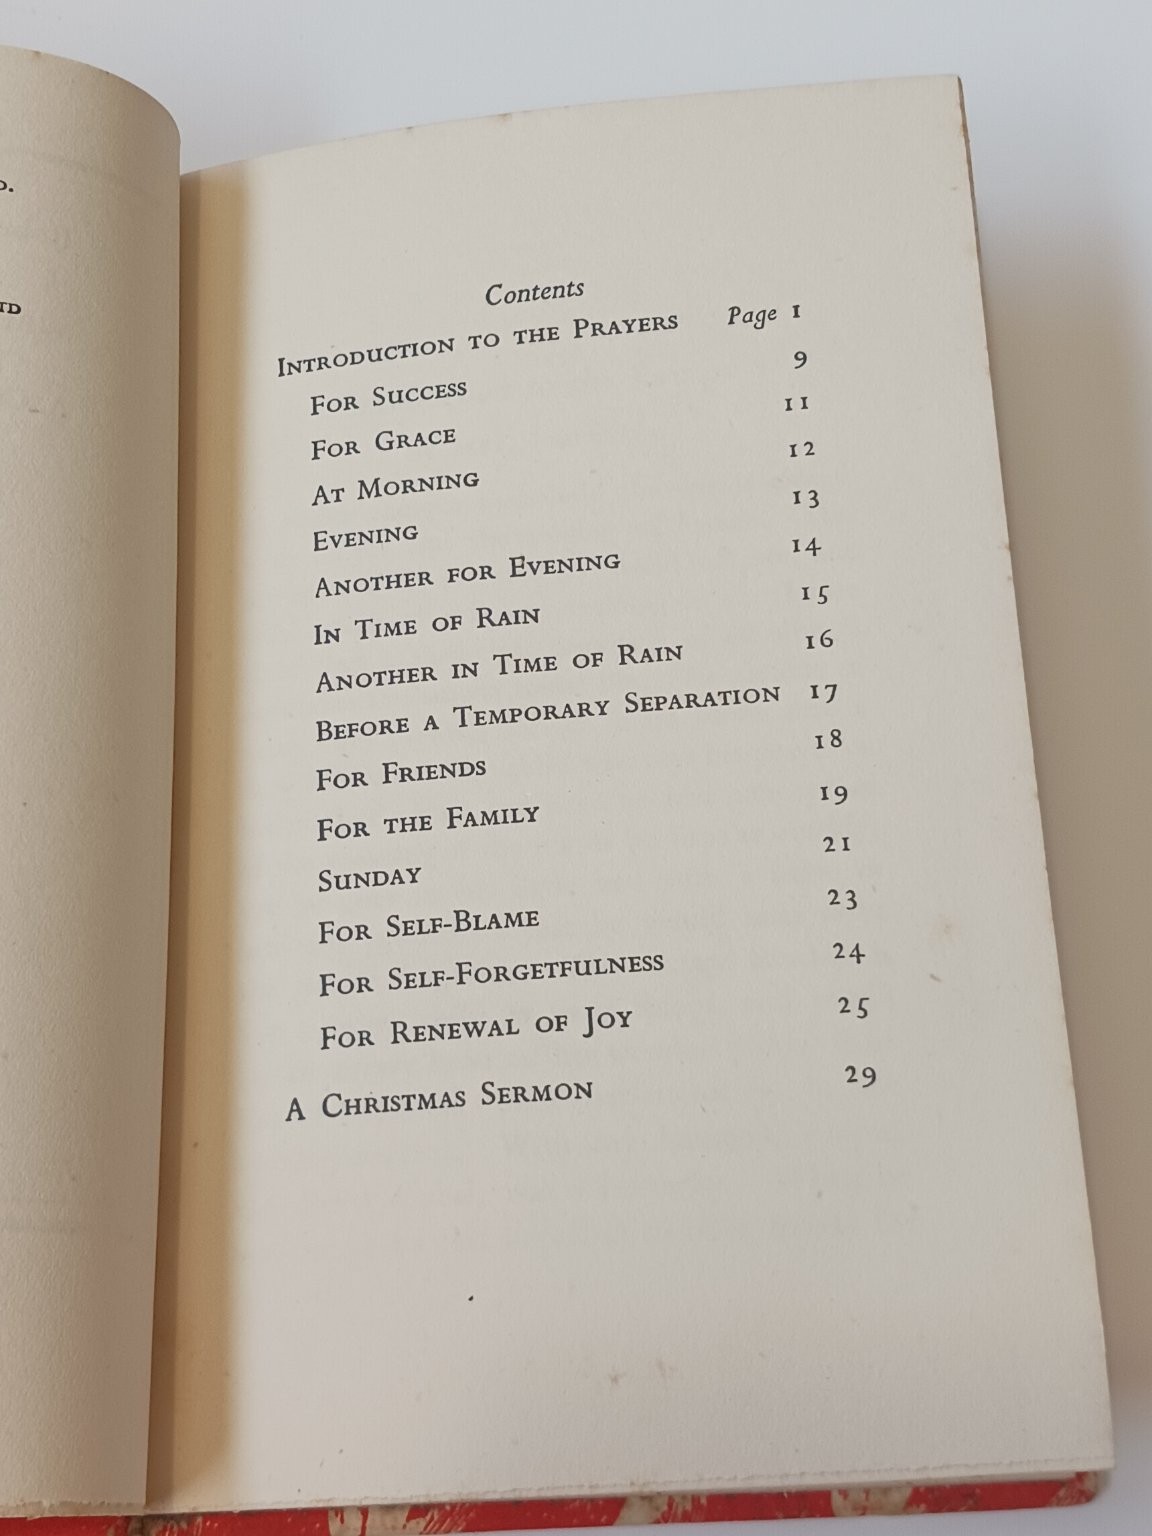 D.
TD
Contents
Introduction to the Prayers Page 1
For Success 9
For Grace 11
At Morning 12
Evening 13
Another for Evening 14
In Time of Rain 15
Another in Time of Rain 16
Before a Temporary Separation 17
For Friends 18
For the Family 19
Sunday 21
For Self-Blame 23
For Self-Forgetfulness 24
For Renewal of Joy 25
A Christmas Sermon 29